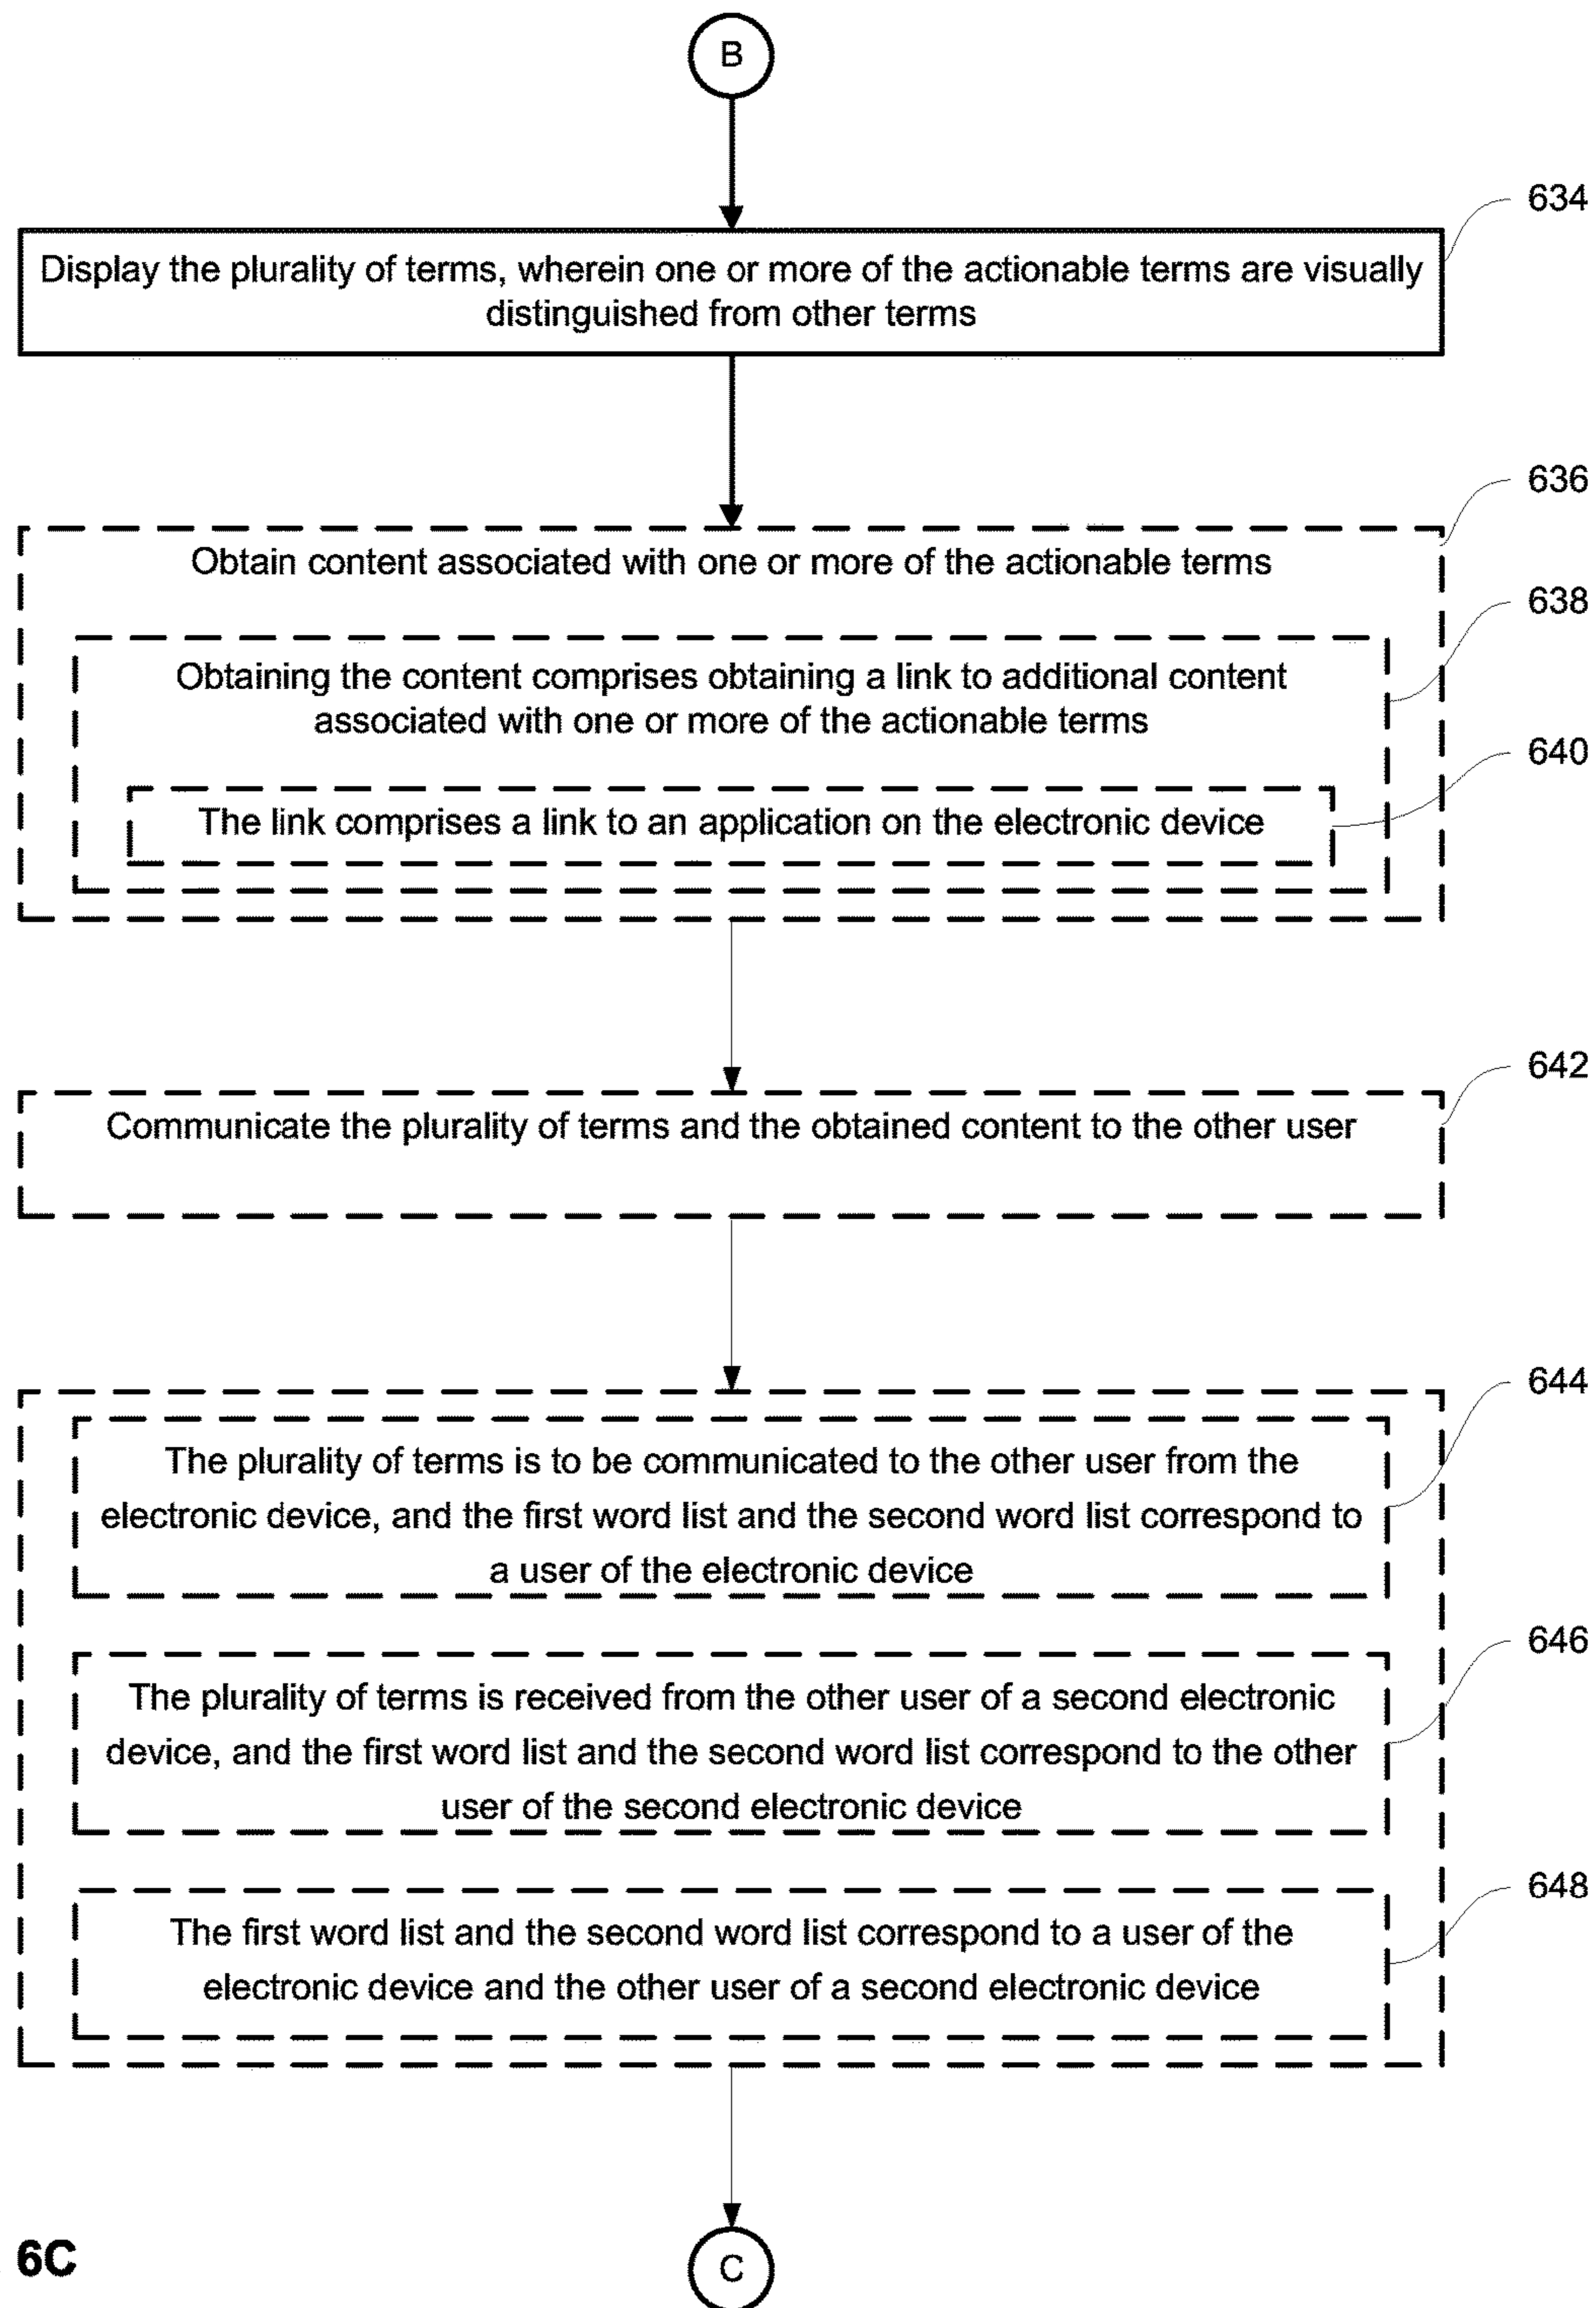 B
634
Display the plurality of terms, wherein one or more of the actionable terms are visually
distinguished from other terms
636
Obtain content associated with one or more of the actionable terms
638
Obtaining the content comprises obtaining a link to additional content
associated with one or more of the actionable terms
640
The link comprises a link to an application on the electronic device
642
Communicate the plurality of terms and the obtained content to the other user
644
The plurality of terms is to be communicated to the other user from the
electronic device, and the first word list and the second word list correspond to
a user of the electronic device
646
The plurality of terms is received from the other user of a second electronic
device, and the first word list and the second word list correspond to the other
user of the second electronic device
648
The first word list and the second word list correspond to a user of the
electronic device and the other user of a second electronic device
6C
C